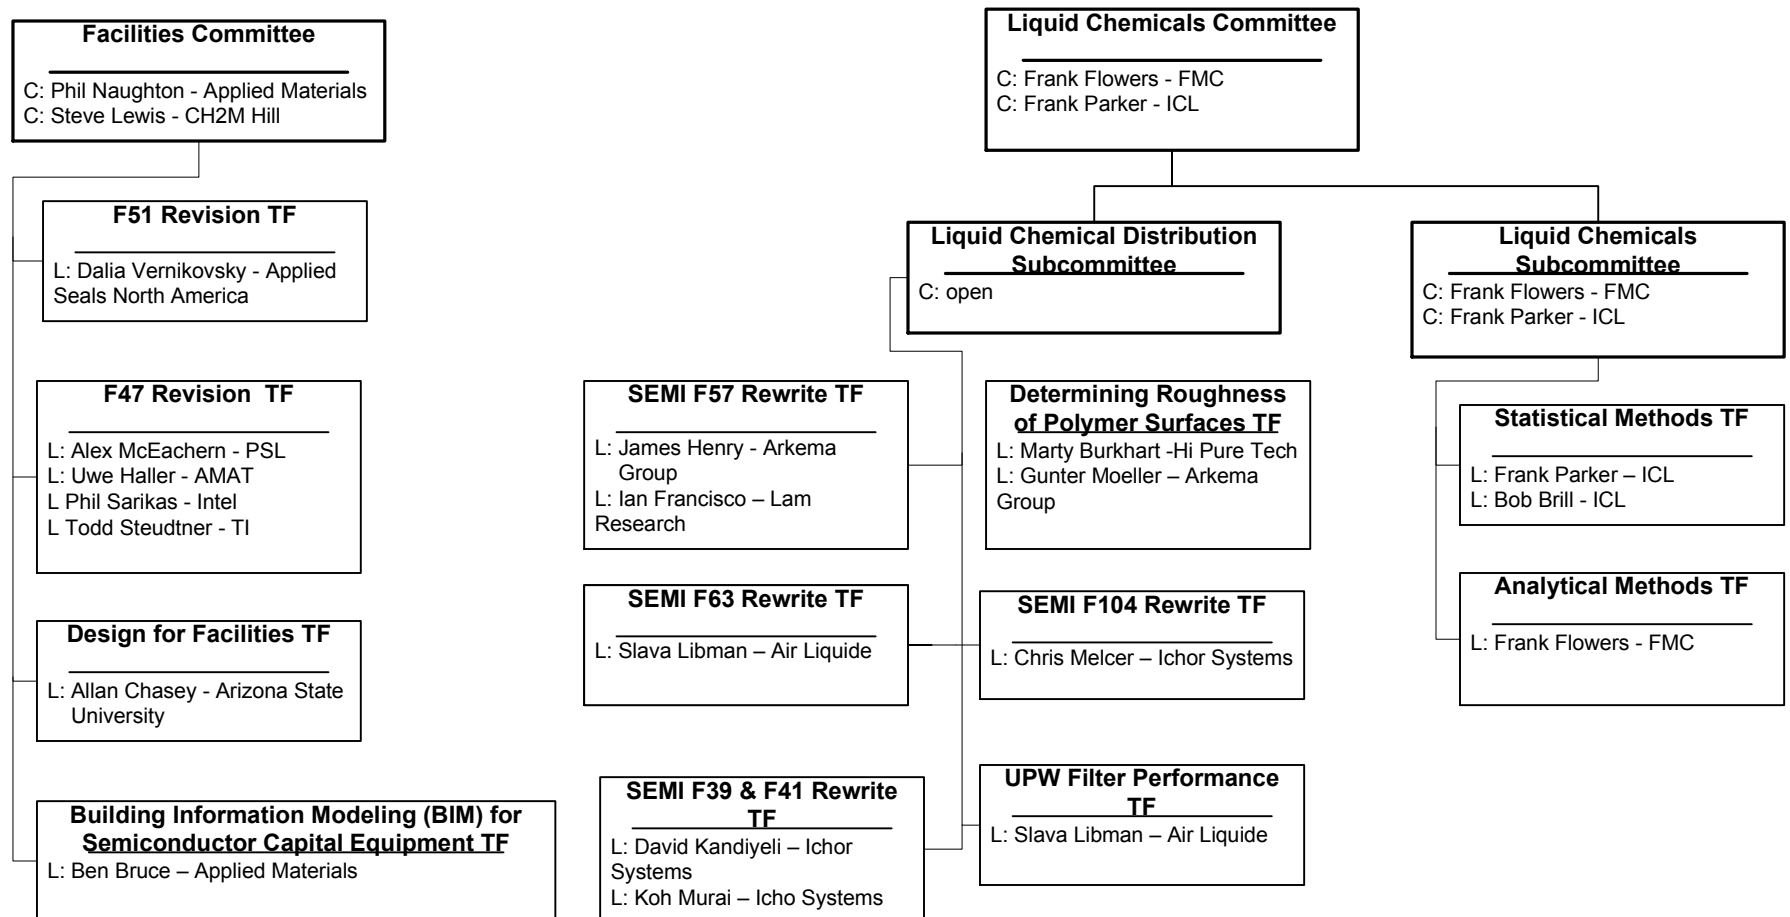 Facilities Committee
C: Phil Naughton - Applied Materials
C: Steve Lewis - CH2M Hill
F51 Revision TF
L: Dalia Vernikovsky - Applied
Seals North America
F47 Revision  TF
L: Alex McEachern - PSL
L: Uwe Haller - AMAT
L Phil Sarikas - Intel
L Todd Steudtner - TI
Design for Facilities TF
L: Allan Chasey - Arizona State
University
Building Information Modeling (BIM) for
Semiconductor Capital Equipment TF
L: Ben Bruce – Applied Materials
Liquid Chemicals Committee
C: Frank Flowers - FMC
C: Frank Parker - ICL
Liquid Chemical Distribution
Subcommittee
C: open
SEMI F57 Rewrite TF
L: James Henry - Arkema
Group
L: Ian Francisco – Lam
Research
Determining Roughness
of Polymer Surfaces TF
L: Marty Burkhart -Hi Pure Tech
L: Gunter Moeller – Arkema
Group
SEMI F63 Rewrite TF
L: Slava Libman – Air Liquide
SEMI F104 Rewrite TF
L: Chris Melcer – Ichor Systems
SEMI F39 & F41 Rewrite
TF
L: David Kandiyeli – Ichor
Systems
L: Koh Murai – Icho Systems
UPW Filter Performance
TF
L: Slava Libman – Air Liquide
Liquid Chemicals
Subcommittee
C: Frank Flowers - FMC
C: Frank Parker - ICL
Statistical Methods TF
L: Frank Parker – ICL
L: Bob Brill - ICL
Analytical Methods TF
L: Frank Flowers - FMC